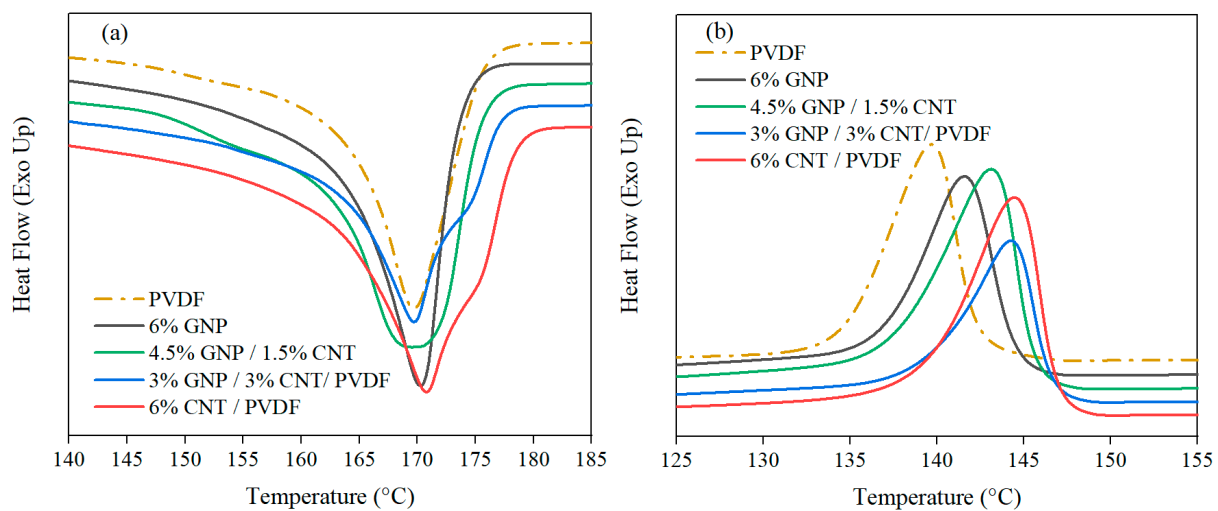 (a)
Heat Flow (Exo Up)
PVDF
6% GNP
4.5% GNP / 1.5% CNT
3% GNP / 3% CNT/ PVDF
6% CNT / PVDF
140 145 150 155 160 165 170 175 180 185
Temperature (°C)
(b)
Heat Flow (Exo Up)
PVDF
6% GNP
4.5% GNP / 1.5% CNT
3% GNP / 3% CNT/ PVDF
6% CNT / PVDF
125 130 135 140 145 150 155
Temperature (°C)